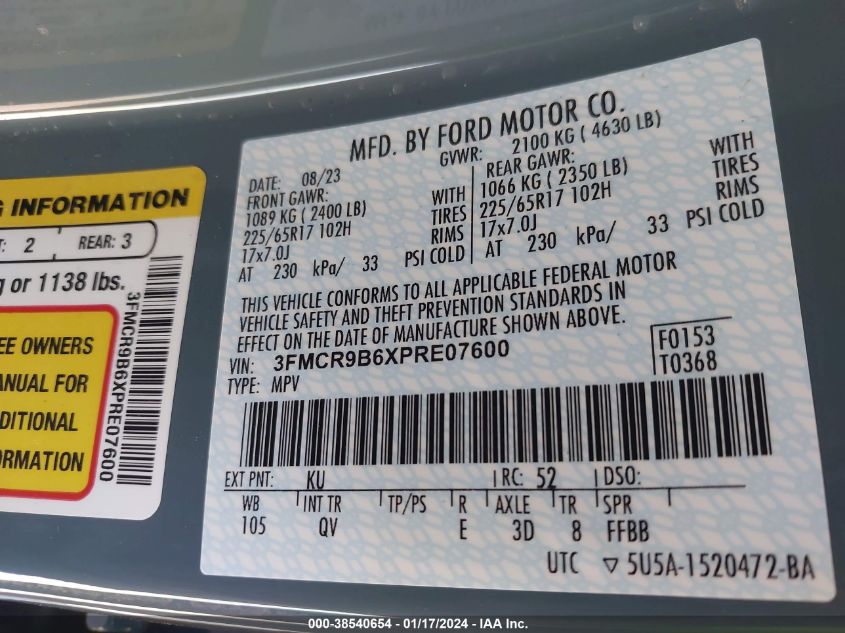 G INFORMATION
T: 2 REAR: 3
g or 1138 lbs.
EE OWNERS
ANUAL FOR
DITIONAL
ORMATION
3FMCR9B6XPRE07600
MFD. BY FORD MOTOR CO.
DATE: 08/23 GVWR: 2100 KG ( 4630 LB)
FRONT GAWR: REAR GAWR:
1089 KG ( 2400 LB) WITH 1066 KG ( 2350 LB) WITH
225/65R17 102H TIRES 225/65R17 102H TIRES
17x7.0J RIMS 17x7.0J RIMS
AT 230 kPa/ 33 PSI COLD AT 230 kPa/ 33 PSI COLD
THIS VEHICLE CONFORMS TO ALL APPLICABLE FEDERAL MOTOR
VEHICLE SAFETY AND THEFT PREVENTION STANDARDS IN
EFFECT ON THE DATE OF MANUFACTURE SHOWN ABOVE.
VIN: 3FMCR9B6XPRE07600 F0153
TYPE: MPV T0368
EXT PNT: KU RC: 52 DSO:
WB INT TR TP/PS R AXLE TR SPR
105 QV E 3D 8 FFBB
UTC ▽ 5U5A-1520472-BA
000-38540654 - 01/17/2024 - IAA Inc.